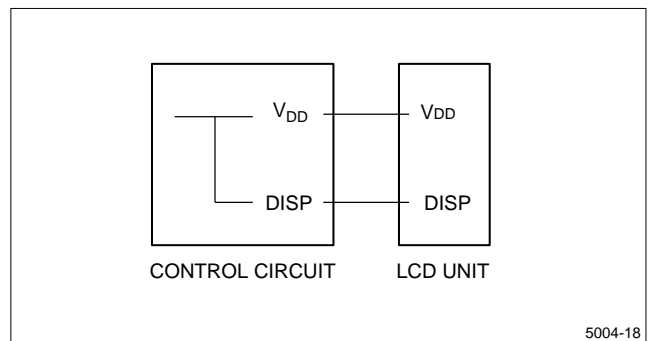 VDD VDD
DISP DISP
CONTROL CIRCUIT LCD UNIT
5004-18